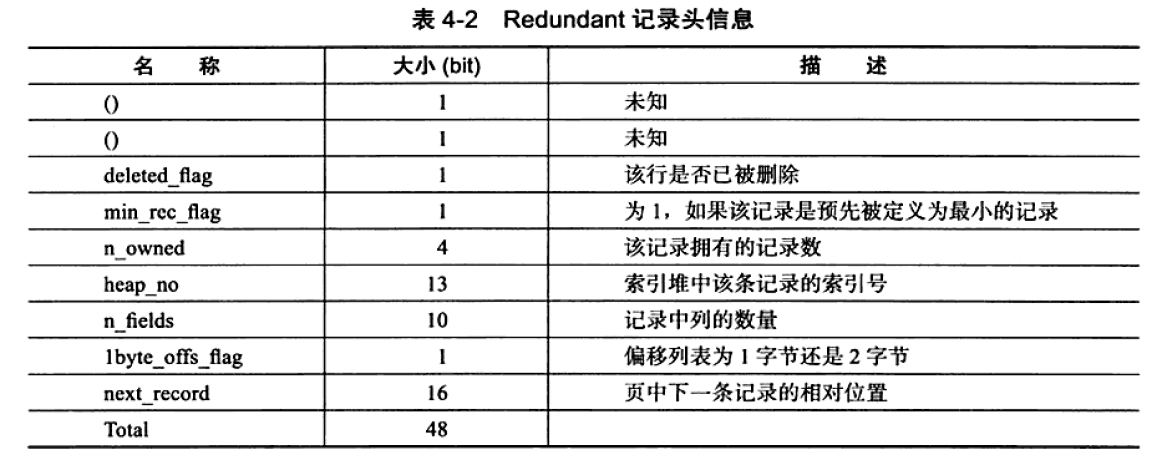 表 4-2 Redundant 记录头信息
名 称 大小 (bit) 描 述
() 1 未知
() 1 未知
deleted_flag 1 该行是否已被删除
min_rec_flag 1 为 1，如果该记录是预先被定义为最小的记录
n_owned 4 该记录拥有的记录数
heap_no 13 索引堆中该条记录的索引号
n_fields 10 记录中列的数量
1byte_offs_flag 1 偏移列表为 1 字节还是 2 字节
next_record 16 页中下一条记录的相对位置
Total 48